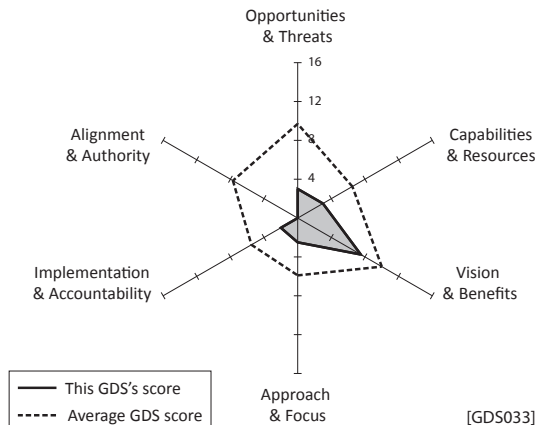 Opportunities
& Threats
16
12
8
4
Alignment
& Authority
Capabilities
& Resources
Implementation
& Accountability
Vision
& Benefits
Approach
& Focus
This GDS's score
Average GDS score
[GDS033]